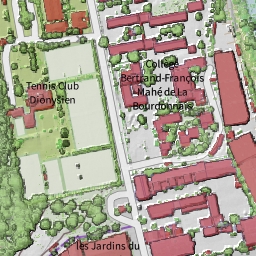 Collège
Bertrand-François
Mahé de La
Bourdonnais
Tennis Club
Dionysien
les Jardins du